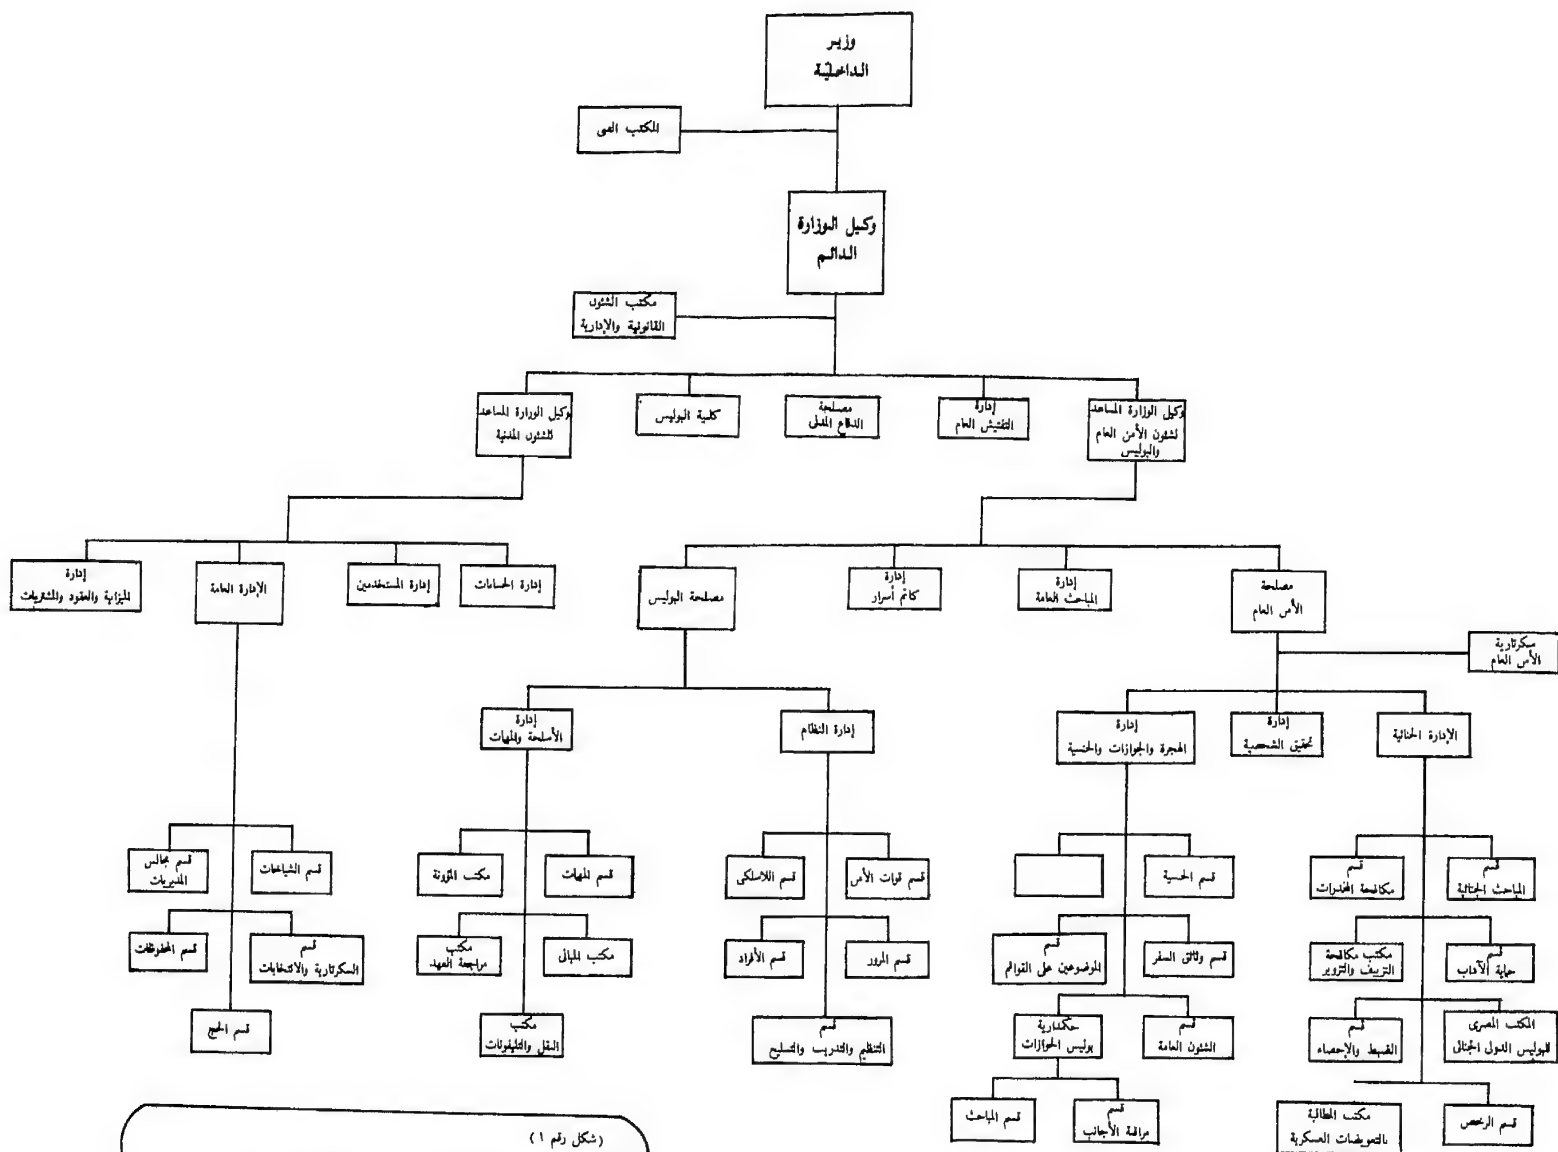 وزير
الداخلية
المكتب الفنى
وكيل الوزارة
الدائم
مكتب الشئون
القانونية والإدارية
وكيل الوزارة المساعد
لشئون الأمن العام
والبوليس
إدارة
التفتيش العام
مصلحة
الدفاع المدنى
كلية البوليس
وكيل الوزارة المساعد
للشئون المدنية
مصلحة
الأمن العام
إدارة
المباحث العامة
إدارة
كاتم أسرار
مصلحة البوليس
إدارة الحسابات
إدارة المستخدمين
الإدارة العامة
إدارة
الميزانية والعقود والمشتريات
سكرتارية
الأمن العام
الإدارة الجنائية
إدارة
تحقيق الشخصية
إدارة
الهجرة والجوازات والجنسية
إدارة النظام
إدارة
الأسلحة والمهمات
قسم
المباحث الجنائية
قسم
مكافحة المخدرات
قسم الجنسية
قسم قوات الأمن
قسم اللاسلكى
قسم المهمات
مكتب المؤونة
قسم الشياخات
قسم مجالس
المديريات
قسم
حماية الآداب
مكتب مكافحة
التزييف والتزوير
قسم وثائق السفر
قسم
الموضوعين على القوائم
قسم المرور
قسم الأفراد
مكتب المبانى
مكتب
مراجعة العهد
قسم
السكرتارية والانتخابات
قسم المحفوظات
المكتب المصرى
للبوليس الدولى الجنائى
قسم
الضبط والإحصاء
قسم
الشئون العامة
حكمدارية
بوليس الجوازات
قسم
التنظيم والتدريب والتسليح
مكتب
النقل والتليفونات
قسم الحج
قسم الرخص
مكتب المطالبة
بالتعويضات العسكرية
قسم
مراقبة الأجانب
قسم المباحث
(شكل رقم ١)